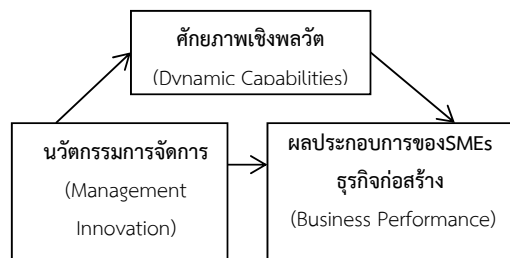 ศักยภาพเชิงพลวัต
(Dynamic Capabilities)
นวัตกรรมการจัดการ
(Management
Innovation)
ผลประกอบการของSMEs
ธุรกิจก่อสร้าง
(Business Performance)